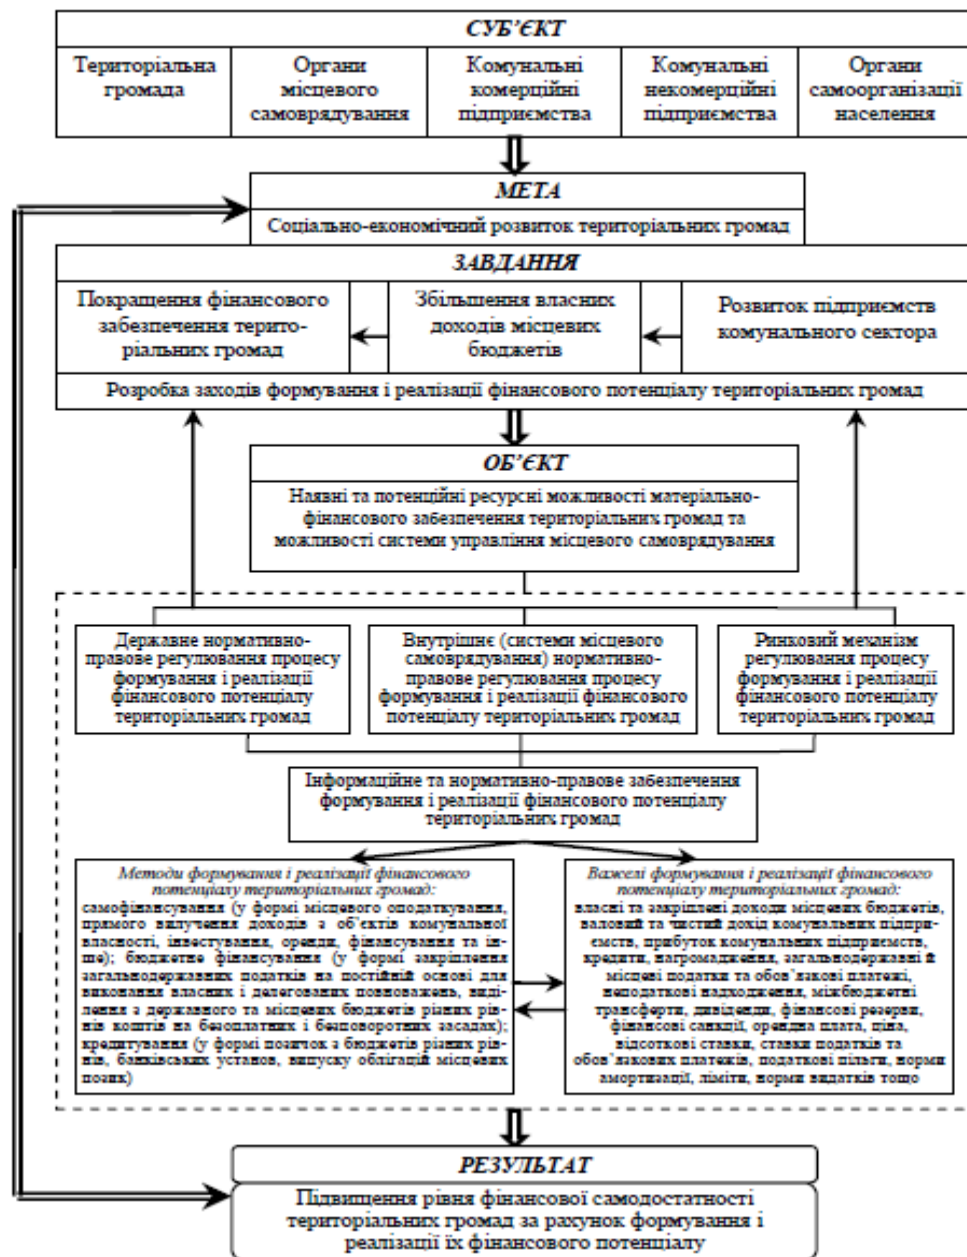 СУБ’ЄКТ
Територіальна
громада
Органи
місцевого
самоврядування
Комунальні
комерційні
підприємства
Комунальні
некомерційні
підприємства
Органи
самоорганізації
населення
МЕТА
Соціально-економічний розвиток територіальних громад
ЗАВДАННЯ
Покращення фінансового
забезпечення терито-
ріальних громад
Збільшення власних
доходів місцевих
бюджетів
Розвиток підприємств
комунального сектора
Розробка заходів формування і реалізації фінансового потенціалу територіальних громад
ОБ’ЄКТ
Наявні та потенційні ресурсні можливості матеріально-
фінансового забезпечення територіальних громад та
можливості системи управління місцевого самоврядування
Державне нормативно-
правове регулювання процесу
формування і реалізації
фінансового потенціалу
територіальних громад
Внутрішнє (системи місцевого
самоврядування) нормативно-
правове регулювання процесу
формування і реалізації фінансового
потенціалу територіальних громад
Ринковий механізм
регулювання процесу
формування і реалізації
фінансового потенціалу
територіальних громад
Інформаційне та нормативно-правове забезпечення
формування і реалізації фінансового потенціалу
територіальних громад
Методи формування і реалізації фінансового
потенціалу територіальних громад:
самофінансування (у формі місцевого оподаткування,
прямого вилучення доходів з об’єктів комунальної
власності, інвестування, оренди, фінансування та ін-
ше); бюджетне фінансування (у формі закріплення
загальнодержавних податків на постійній основі для
виконання власних і делегованих повноважень, виді-
лення з державного та місцевих бюджетів різних рів-
нів коштів на безоплатних і безповоротних засадах);
кредитування (у формі позичок з бюджетів різних рів-
нів, банківських установ, випуску облігацій місцевих
позик)
Важелі формування і реалізації фінансового
потенціалу територіальних громад:
власні та закріплені доходи місцевих бюджетів,
валовий та чистий дохід комунальних підпри-
ємств, прибуток комунальних підприємств,
кредити, нагромадження, загальнодержавні й
місцеві податки та обов’язкові платежі,
неподаткові надходження, міжбюджетні
трансферти, дивіденди, фінансові резерви,
фінансові санкції, орендна плата, ціна,
відсоткові ставки, ставки податків та
обов’язкових платежів, податкові пільги, норми
амортизації, ліміти, норми видатків тощо
РЕЗУЛЬТАТ
Підвищення рівня фінансової самодостатності
територіальних громад за рахунок формування і
реалізації їх фінансового потенціалу